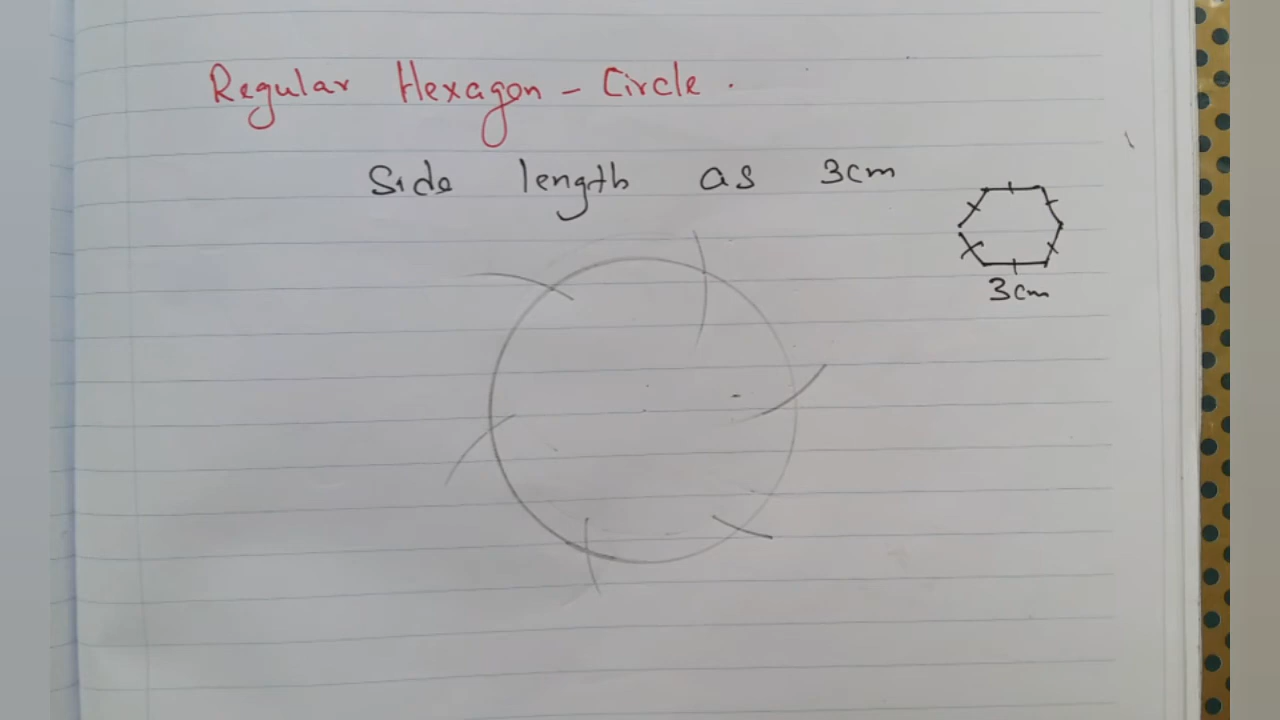 Regular Hexagon - Circle.
Side length as 3cm
3cm